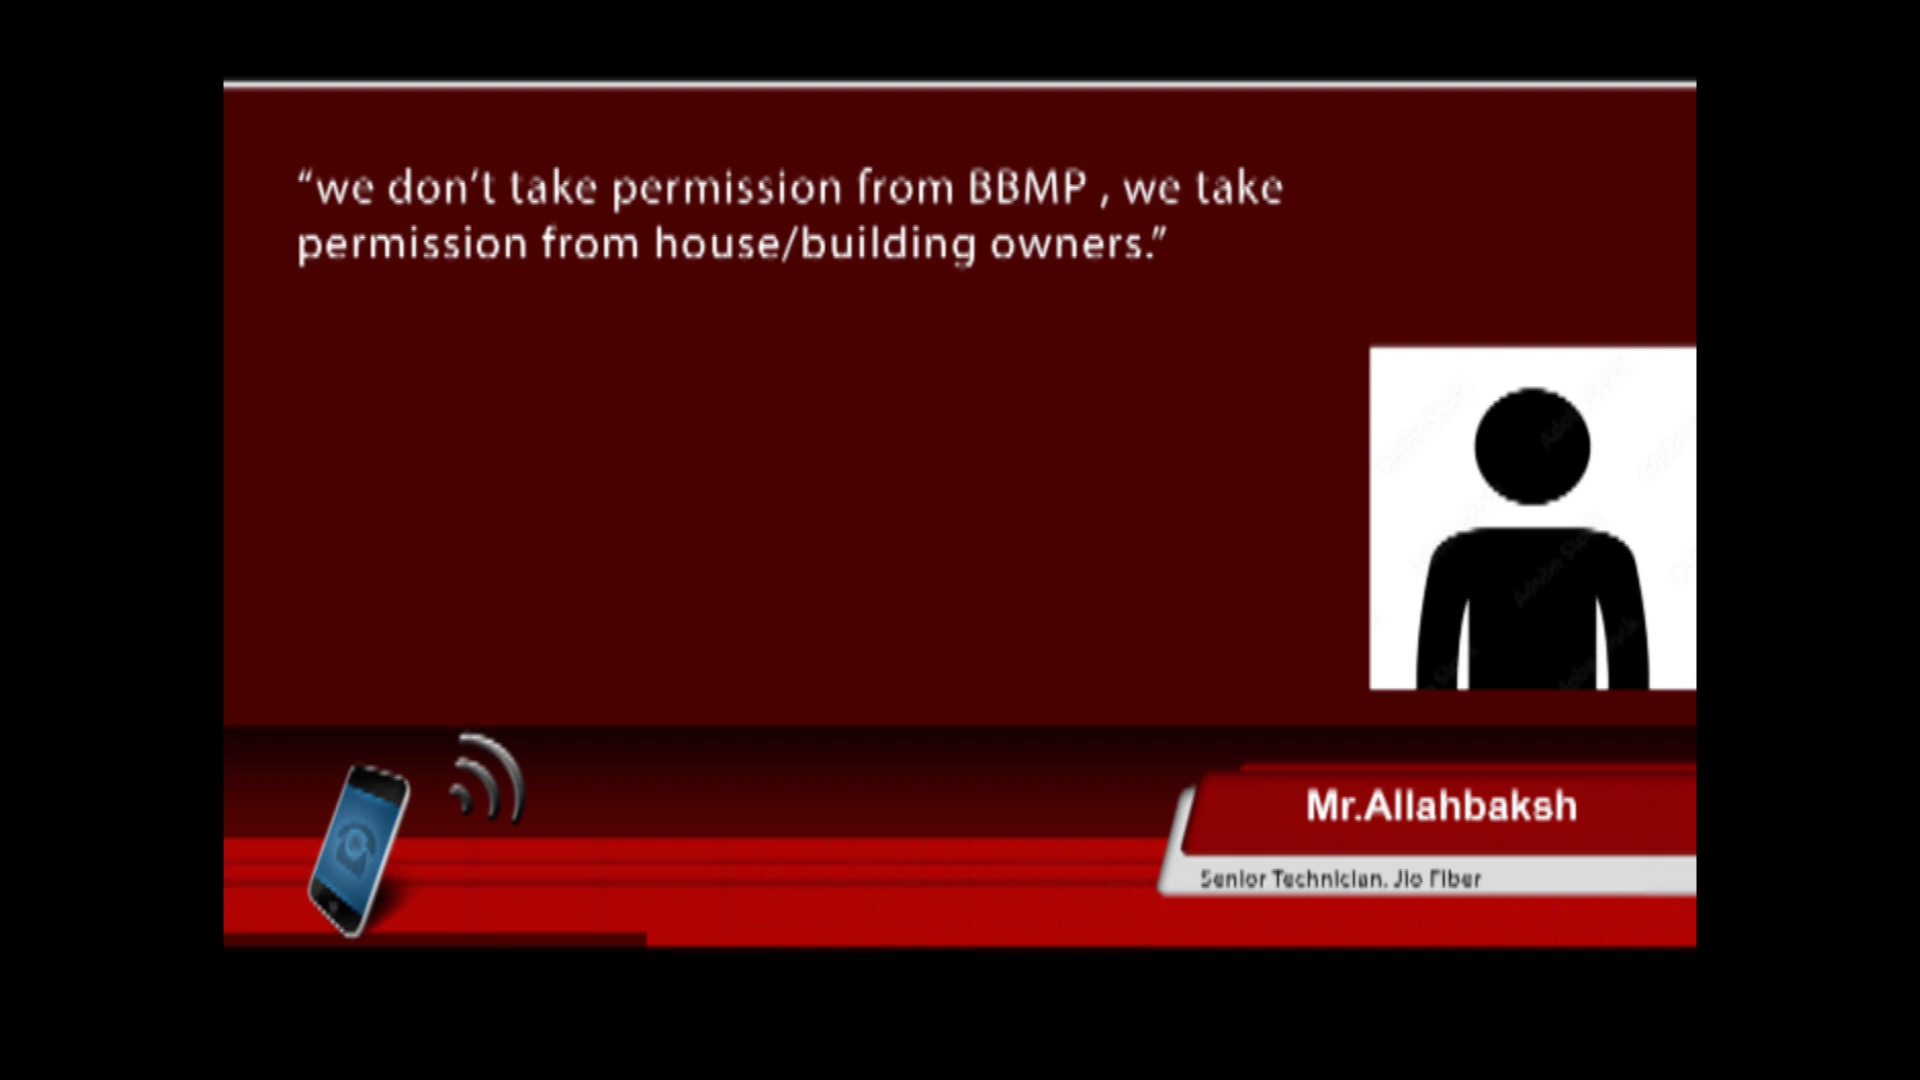 “we don’t take permission from BBMP , we take
permission from house/building owners.”
Mr.Allahbaksh
Senior Technician. Jio Fiber